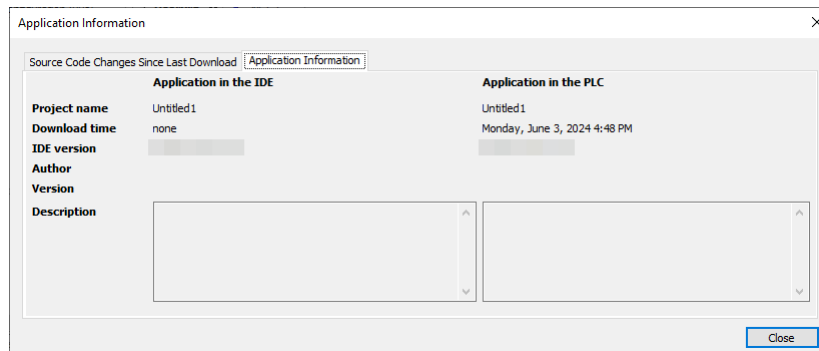 Application Information
Source Code Changes Since Last Download Application Information
Application in the IDE Application in the PLC
Project name Untitled1 Untitled1
Download time none Monday, June 3, 2024 4:48 PM
IDE version
Author
Version
Description
Close